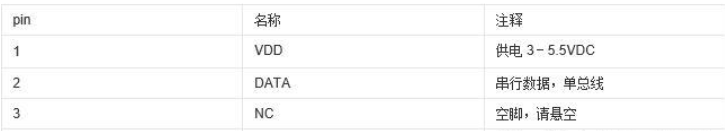 pin 名称 注释
1 VDD 供电 3－5.5VDC
2 DATA 串行数据，单总线
3 NC 空脚，请悬空